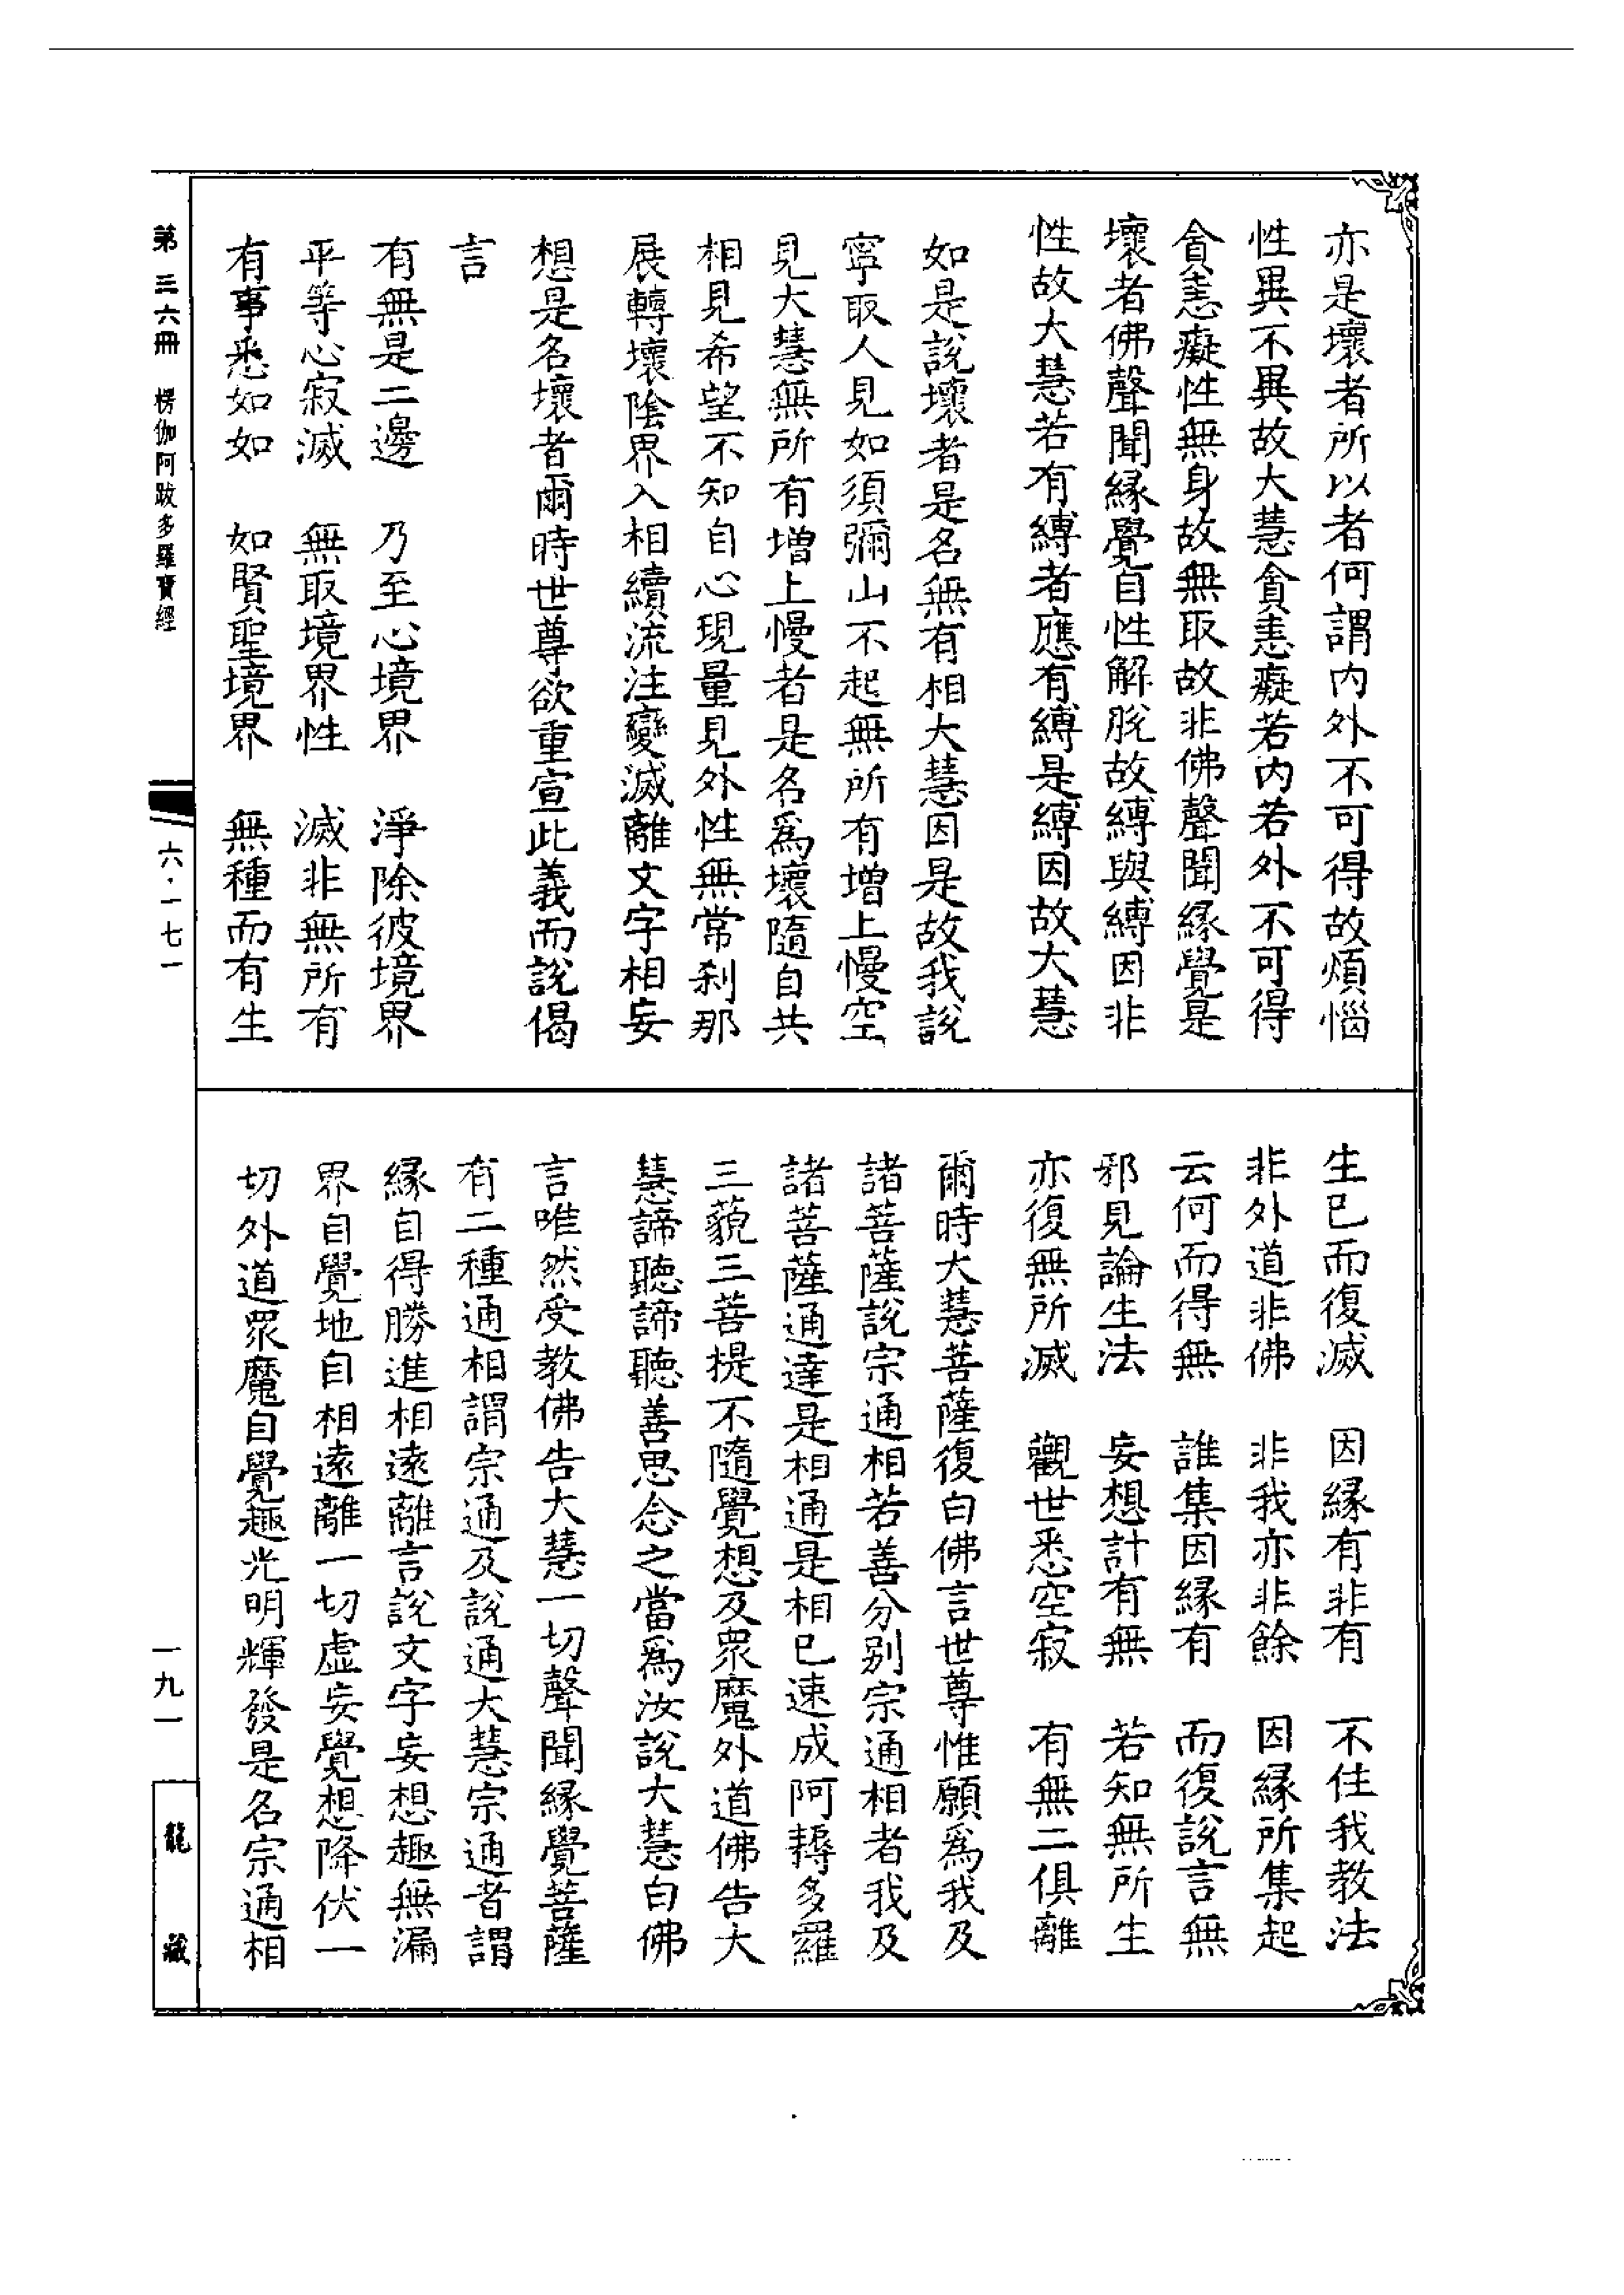 亦是壞者所以者何謂内外不可得故煩惱
性異不異故大慧貪恚癡若内若外不可得
貪恚癡性無身故無取故非佛聲聞緣覺是
壞者佛聲聞緣覺自性解脫故縛與縛因非
性故大慧若有縛者應有縛是縛因故大慧
如是說壞者是名無有相大慧因是故我說
寧取人見如須彌山不起無所有增上慢空
見大慧無所有增上慢者是名爲壞隨自共
相見希望不知自心現量見外性無常刹那
展轉壞陰界入相續流注變滅離文字相妄
想是名壞者爾時世尊欲重宣此義而說偈
言
有無是二邊　乃至心境界　淨除彼境界
平等心寂滅　無取境界性　滅非無所有
有事悉如如　如賢聖境界　無種而有生
生已而復滅　因緣有非有　不住我教法
非外道非佛　非我亦非餘　因緣所集起
云何而得無　誰集因緣有　而復說言無
邪見論生法　妄想計有無　若知無所生
亦復無所滅　觀世悉空寂　有無二俱離
爾時大慧菩薩復白佛言世尊惟願爲我及
諸菩薩說宗通相若善分別宗通相者我及
諸菩薩通達是相通是相已速成阿耨多羅
三藐三菩提不隨覺想及眾魔外道佛告大
慧諦聽諦聽善思念之當爲汝說大慧白佛
言唯然受教佛告大慧一切聲聞緣覺菩薩
有二種通相謂宗通及說通大慧宗通者謂
緣自得勝進相遠離言說文字妄想趣無漏
界自覺地自相遠離一切虛妄覺想降伏一
切外道眾魔自覺趣光明輝發是名宗通相
第三六冊　楞伽阿跋多羅寶經
六·一七一
一九一
龍藏